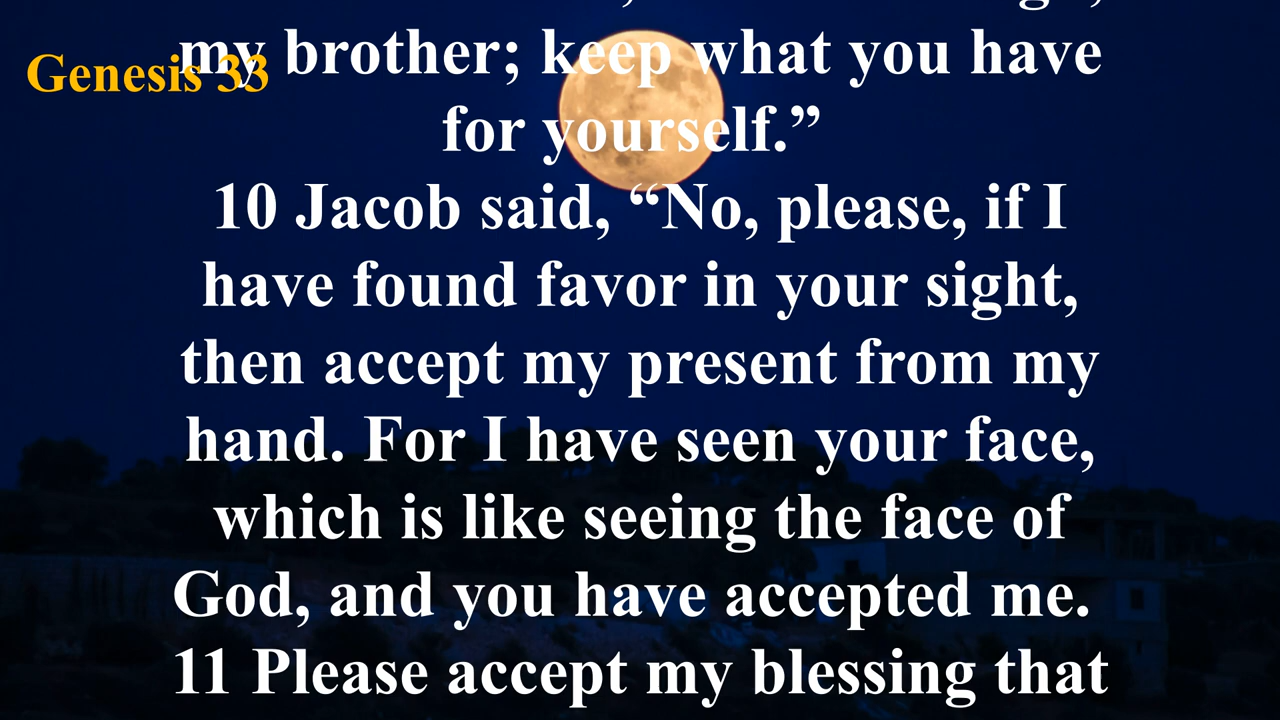 Genesis 33
my brother; keep what you have
for yourself.”
10 Jacob said, “No, please, if I
have found favor in your sight,
then accept my present from my
hand. For I have seen your face,
which is like seeing the face of
God, and you have accepted me.
11 Please accept my blessing that